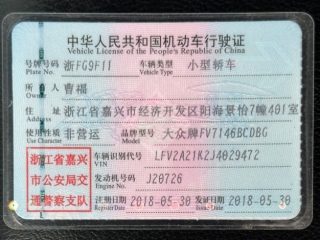 中华人民共和国机动车行驶证
Vehicle License of the People's Republic of China
号牌号码 浙FG9F11 车辆类型 小型轿车
Plate No. Vehicle Type
所有人 曹福
Owner
住址 浙江省嘉兴市经济开发区阳海景怡7幢401室
Address
使用性质 非营运 品牌型号 大众牌FV7146BCDBG
Use Character Model
浙江省嘉兴市公安局交通警察支队
车辆识别代号 LFV2A21K2J4029472
VIN
发动机号码 J20726
Engine No.
注册日期 2018-05-30 发证日期 2018-05-30
Register Date Issue Date